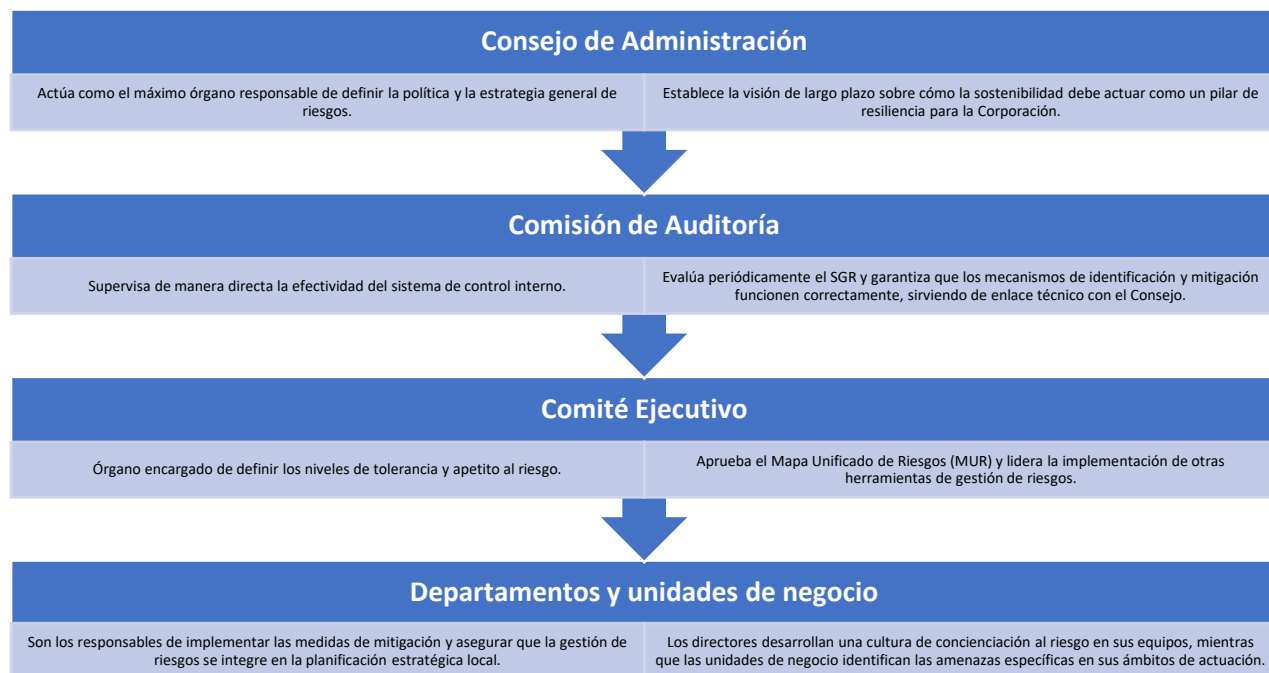 Consejo de Administración
Actúa como el máximo órgano responsable de definir la política y la estrategia general de
riesgos.
Establece la visión de largo plazo sobre cómo la sostenibilidad debe actuar como un pilar de
resiliencia para la Corporación.
Comisión de Auditoría
Supervisa de manera directa la efectividad del sistema de control interno.
Evalúa periódicamente el SGR y garantiza que los mecanismos de identificación y mitigación
funcionen correctamente, sirviendo de enlace técnico con el Consejo.
Comité Ejecutivo
Órgano encargado de definir los niveles de tolerancia y apetito al riesgo.
Aprueba el Mapa Unificado de Riesgos (MUR) y lidera la implementación de otras
herramientas de gestión de riesgos.
Departamentos y unidades de negocio
Son los responsables de implementar las medidas de mitigación y asegurar que la gestión de
riesgos se integre en la planificación estratégica local.
Los directores desarrollan una cultura de concienciación al riesgo en sus equipos, mientras
que las unidades de negocio identifican las amenazas específicas en sus ámbitos de actuación.